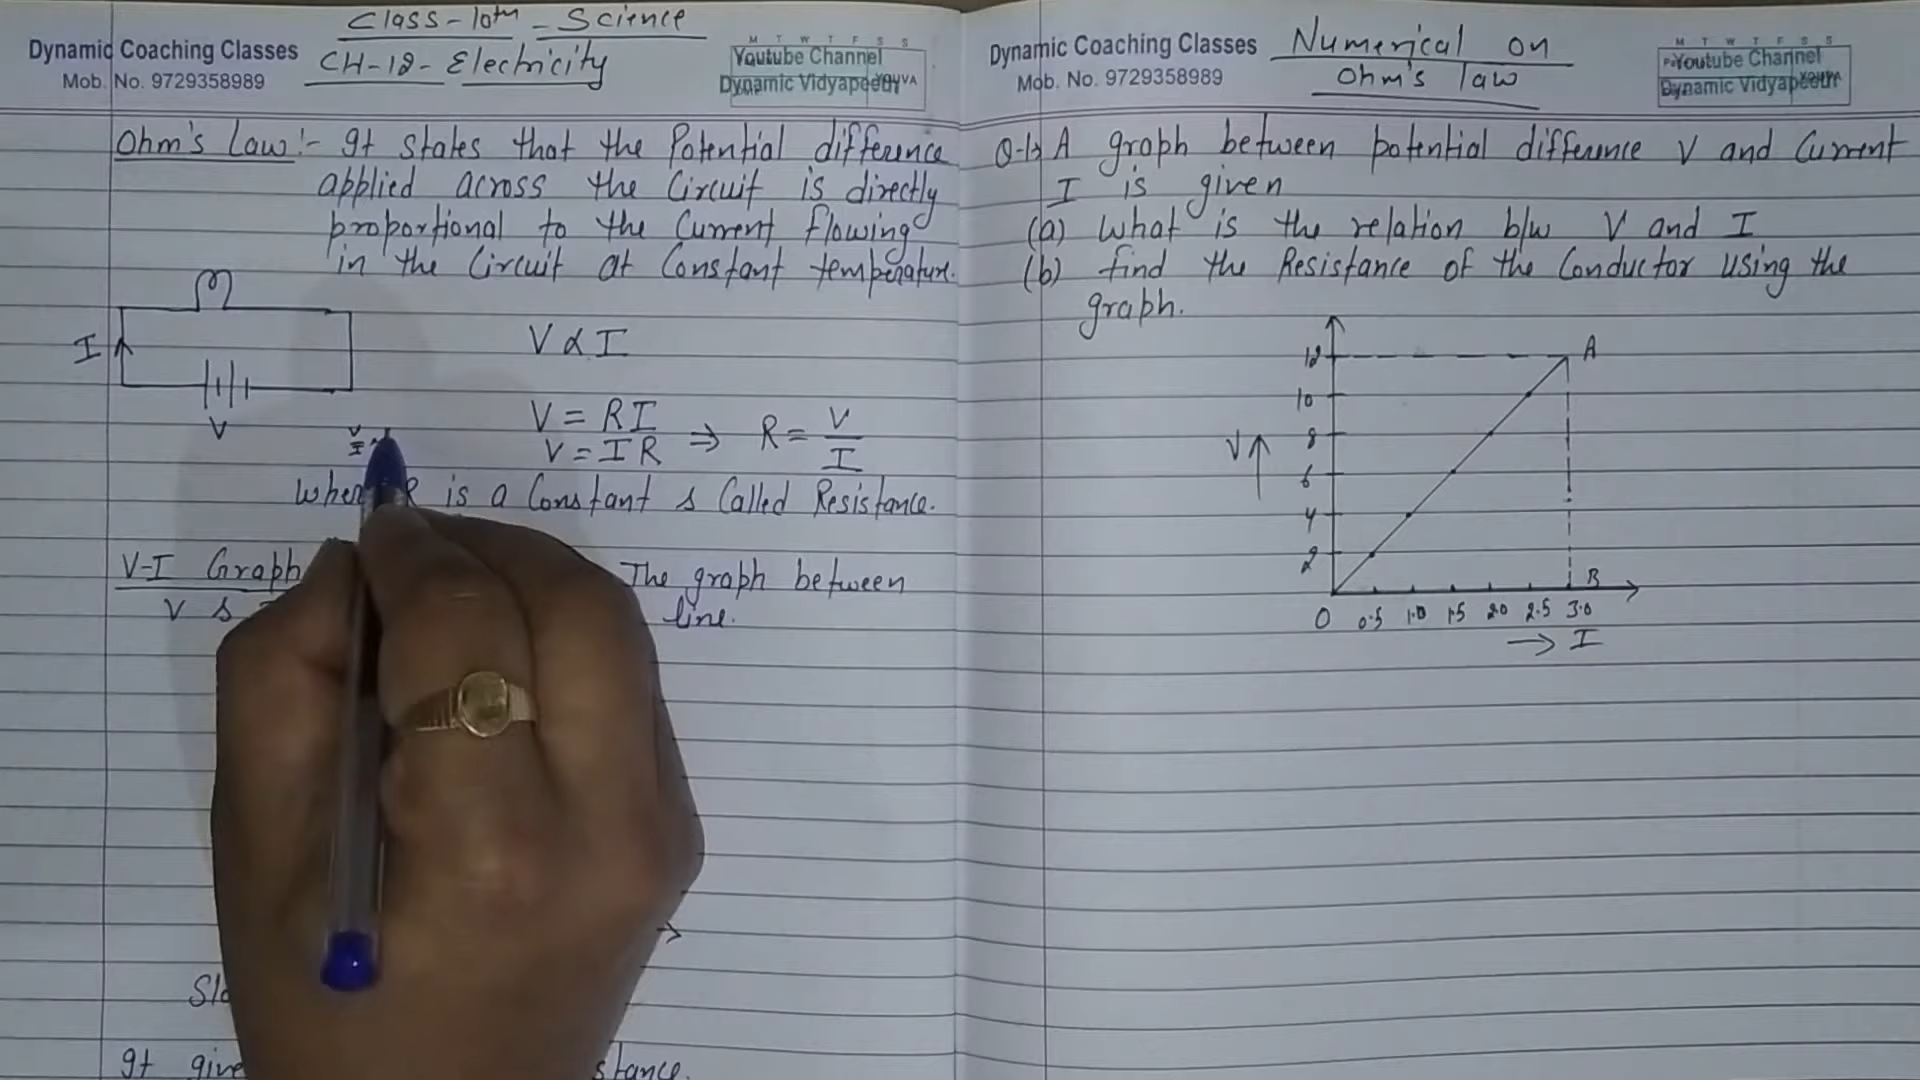 Class-10th - Science
Dynamic Coaching Classes
CH-12- Electricity
Mob. No. 9729358989
M T W T F S S
Youtube Channel
Dynamic Vidyapeeth
Ohm's Law:- It states that the Potential difference
applied across the Circuit is directly
proportional to the Current flowing
in the Circuit at Constant temperature.
I
V ∝ I
V
V = RI
V = IR ⇒ R = V/I
V
I
Where R is a Constant & Called Resistance.
V-I Graph
The graph between
V &
line.
It give
stance.
Dynamic Coaching Classes
Numerical on
Mob. No. 9729358989
Ohm's law
M T W T F S S
Youtube Channel
Dynamic Vidyapeeth
Q-1) A graph between potential difference V and Current
I is given
(a) What is the relation b/w V and I
(b) find the Resistance of the Conductor using the
graph.
12
A
10
V
8
6
4
2
B
0 0.5 1.0 1.5 2.0 2.5 3.0
→ I